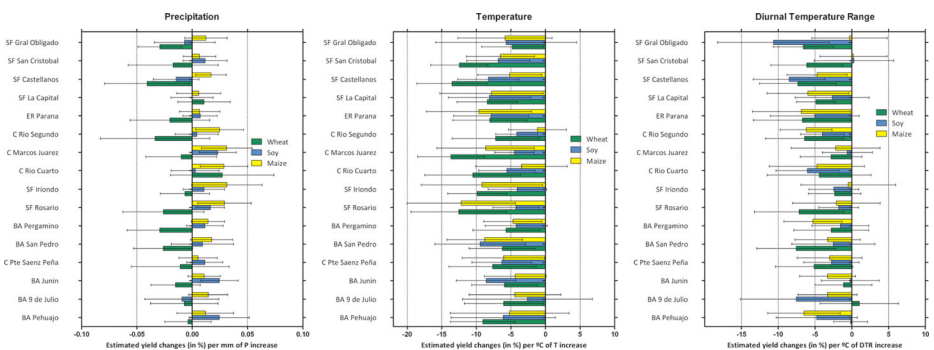 Precipitation
SF Gral Obligado
SF San Cristobal
SF Castellanos
SF La Capital
ER Parana
C Rio Segundo
C Marcos Juarez
C Rio Cuarto
SF Iriondo
SF Rosario
BA Pergamino
BA San Pedro
C Pte Saenz Peña
BA Junin
BA 9 de Julio
BA Pehuajo
Wheat
Soy
Maize
-0.10 -0.05 0.00 0.05 0.10
Estimated yield changes (in %) per mm of P increase
Temperature
SF Gral Obligado
SF San Cristobal
SF Castellanos
SF La Capital
ER Parana
C Rio Segundo
C Marcos Juarez
C Rio Cuarto
SF Iriondo
SF Rosario
BA Pergamino
BA San Pedro
C Pte Saenz Peña
BA Junin
BA 9 de Julio
BA Pehuajo
Wheat
Soy
Maize
-20 -15 -10 -5 0 5 10
Estimated yield changes (in %) per ºC of T increase
Diurnal Temperature Range
SF Gral Obligado
SF San Cristobal
SF Castellanos
SF La Capital
ER Parana
C Rio Segundo
C Marcos Juarez
C Rio Cuarto
SF Iriondo
SF Rosario
BA Pergamino
BA San Pedro
C Pte Saenz Peña
BA Junin
BA 9 de Julio
BA Pehuajo
Wheat
Soy
Maize
-15 -10 -5 0 5 10
Estimated yield changes (in %) per ºC of DTR increase